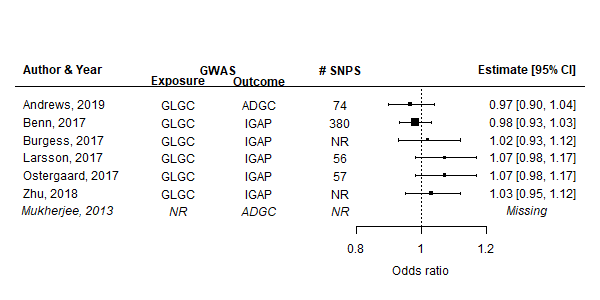 Author & Year GWAS # SNPS Estimate [95% CI]
Exposure Outcome
Andrews, 2019 GLGC ADGC 74 0.97 [0.90, 1.04]
Benn, 2017 GLGC IGAP 380 0.98 [0.93, 1.03]
Burgess, 2017 GLGC IGAP NR 1.02 [0.93, 1.12]
Larsson, 2017 GLGC IGAP 56 1.07 [0.98, 1.17]
Ostergaard, 2017 GLGC IGAP 57 1.07 [0.98, 1.17]
Zhu, 2018 GLGC IGAP NR 1.03 [0.95, 1.12]
Mukherjee, 2013 NR ADGC NR Missing
0.8 1 1.2
Odds ratio